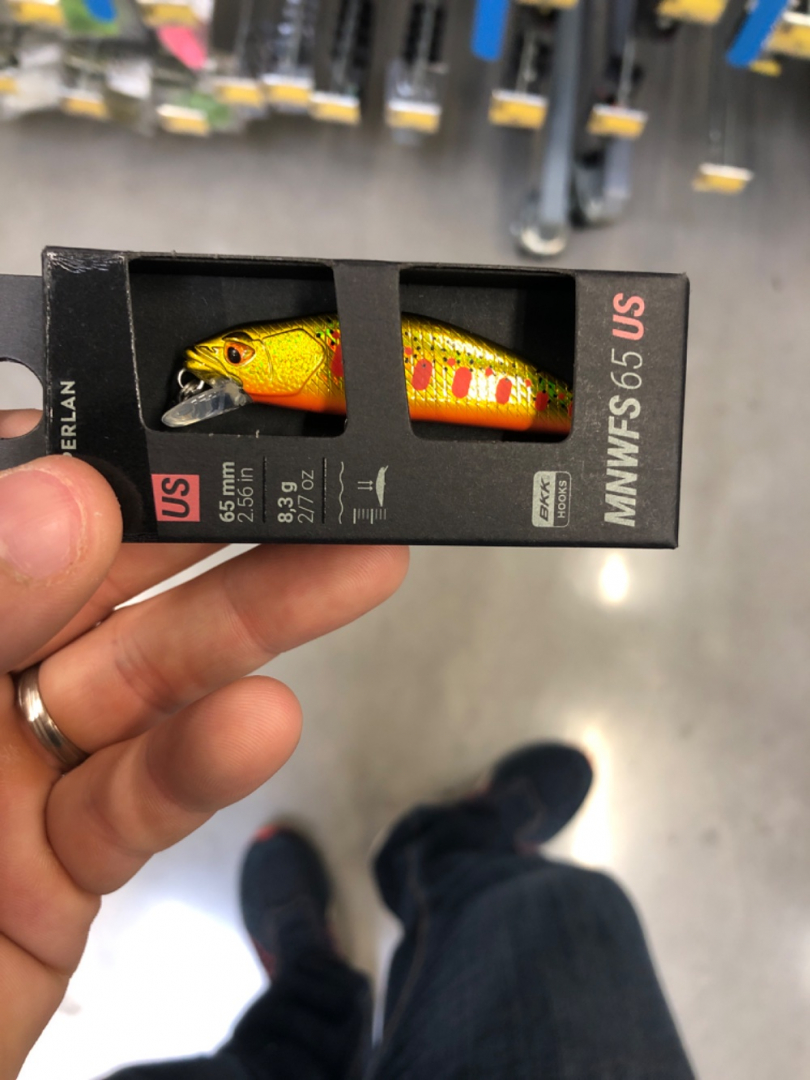 PERLAN
US
65 mm
2.56 in
8,3 g
2/7 oz
BKK
HOOKS
MNWFS 65 US